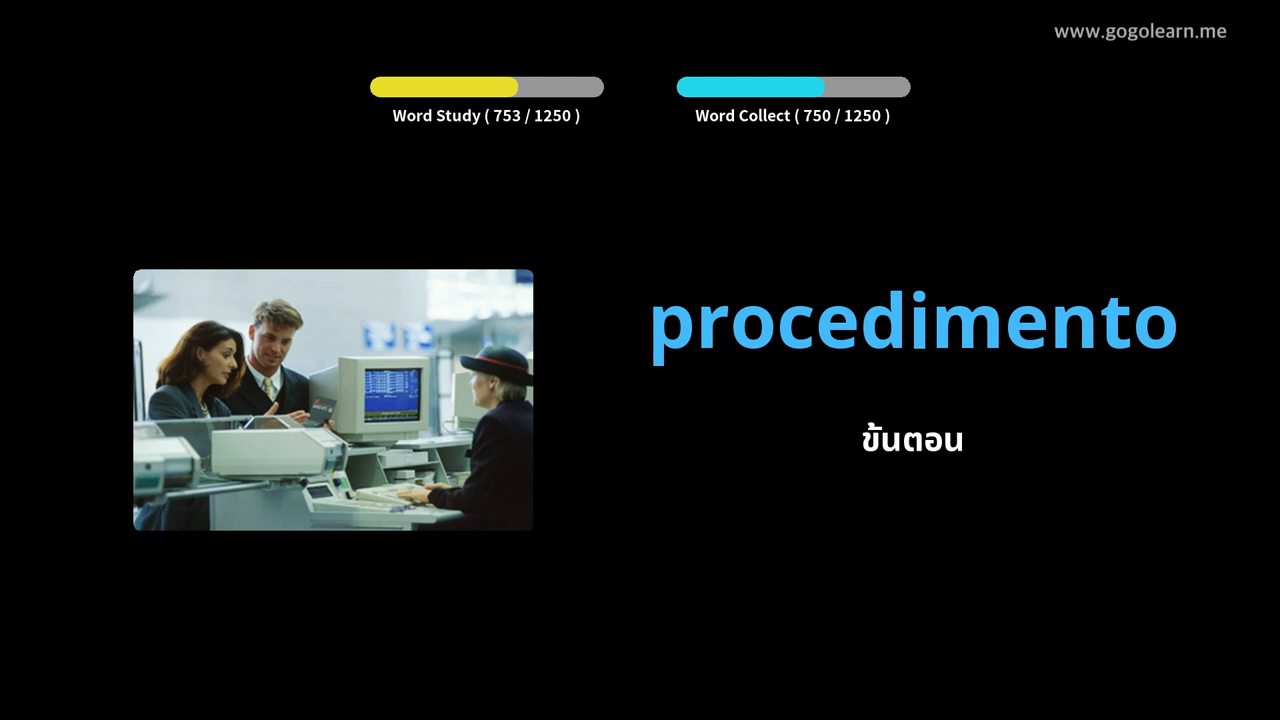 www.gogolearn.me
Word Study ( 753 / 1250 )
Word Collect ( 750 / 1250 )
procedimento
ขั้นตอน